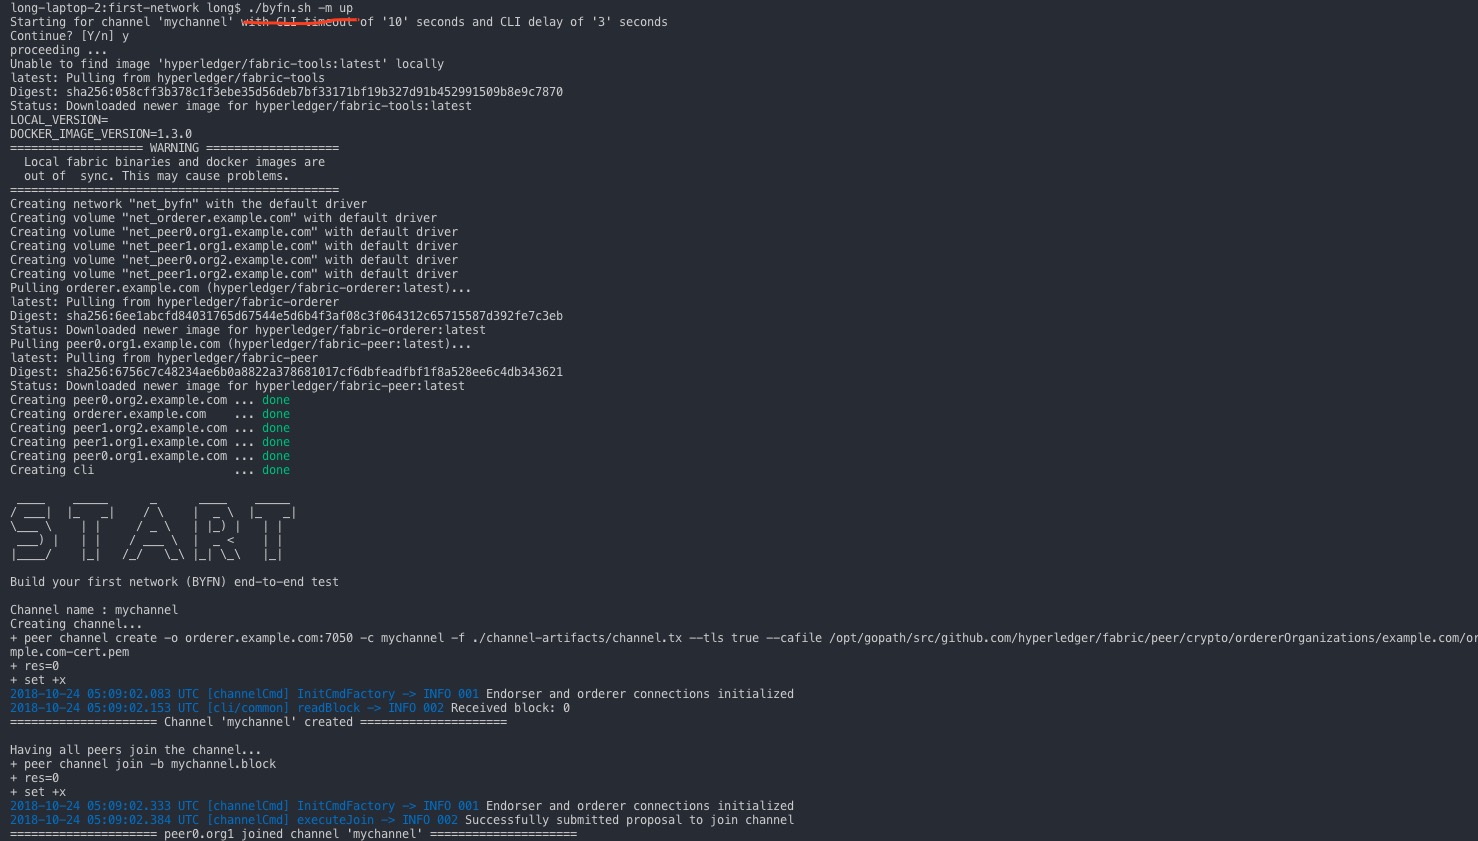 long-laptop-2:first-network long$ ./byfn.sh -m up
Starting for channel 'mychannel' with CLI timeout of '10' seconds and CLI delay of '3' seconds
Continue? [Y/n] y
proceeding ...
Unable to find image 'hyperledger/fabric-tools:latest' locally
latest: Pulling from hyperledger/fabric-tools
Digest: sha256:058cff3b378c1f3ebe35d56deb7bf33171bf19b327d91b452991509b8e9c7870
Status: Downloaded newer image for hyperledger/fabric-tools:latest
LOCAL_VERSION=
DOCKER_IMAGE_VERSION=1.3.0
=================== WARNING ===================
Local fabric binaries and docker images are
out of  sync. This may cause problems.
===============================================
Creating network "net_byfn" with the default driver
Creating volume "net_orderer.example.com" with default driver
Creating volume "net_peer0.org1.example.com" with default driver
Creating volume "net_peer1.org1.example.com" with default driver
Creating volume "net_peer0.org2.example.com" with default driver
Creating volume "net_peer1.org2.example.com" with default driver
Pulling orderer.example.com (hyperledger/fabric-orderer:latest)...
latest: Pulling from hyperledger/fabric-orderer
Digest: sha256:6ee1abcfd84031765d67544e5d6b4f3af08c3f064312c65715587d392fe7c3eb
Status: Downloaded newer image for hyperledger/fabric-orderer:latest
Pulling peer0.org1.example.com (hyperledger/fabric-peer:latest)...
latest: Pulling from hyperledger/fabric-peer
Digest: sha256:6756c7c48234ae6b0a8822a378681017cf6dbfeadfbf1f8a528ee6c4db343621
Status: Downloaded newer image for hyperledger/fabric-peer:latest
Creating peer0.org2.example.com ... done
Creating orderer.example.com    ... done
Creating peer1.org2.example.com ... done
Creating peer1.org1.example.com ... done
Creating peer0.org1.example.com ... done
Creating cli                    ... done
START
Build your first network (BYFN) end-to-end test
Channel name : mychannel
Creating channel...
+ peer channel create -o orderer.example.com:7050 -c mychannel -f ./channel-artifacts/channel.tx --tls true --cafile /opt/gopath/src/github.com/hyperledger/fabric/peer/crypto/ordererOrganizations/example.com/or
mple.com-cert.pem
+ res=0
+ set +x
2018-10-24 05:09:02.083 UTC [channelCmd] InitCmdFactory -> INFO 001 Endorser and orderer connections initialized
2018-10-24 05:09:02.153 UTC [cli/common] readBlock -> INFO 002 Received block: 0
===================== Channel 'mychannel' created =====================
Having all peers join the channel...
+ peer channel join -b mychannel.block
+ res=0
+ set +x
2018-10-24 05:09:02.333 UTC [channelCmd] InitCmdFactory -> INFO 001 Endorser and orderer connections initialized
2018-10-24 05:09:02.384 UTC [channelCmd] executeJoin -> INFO 002 Successfully submitted proposal to join channel
===================== peer0.org1 joined channel 'mychannel' =====================